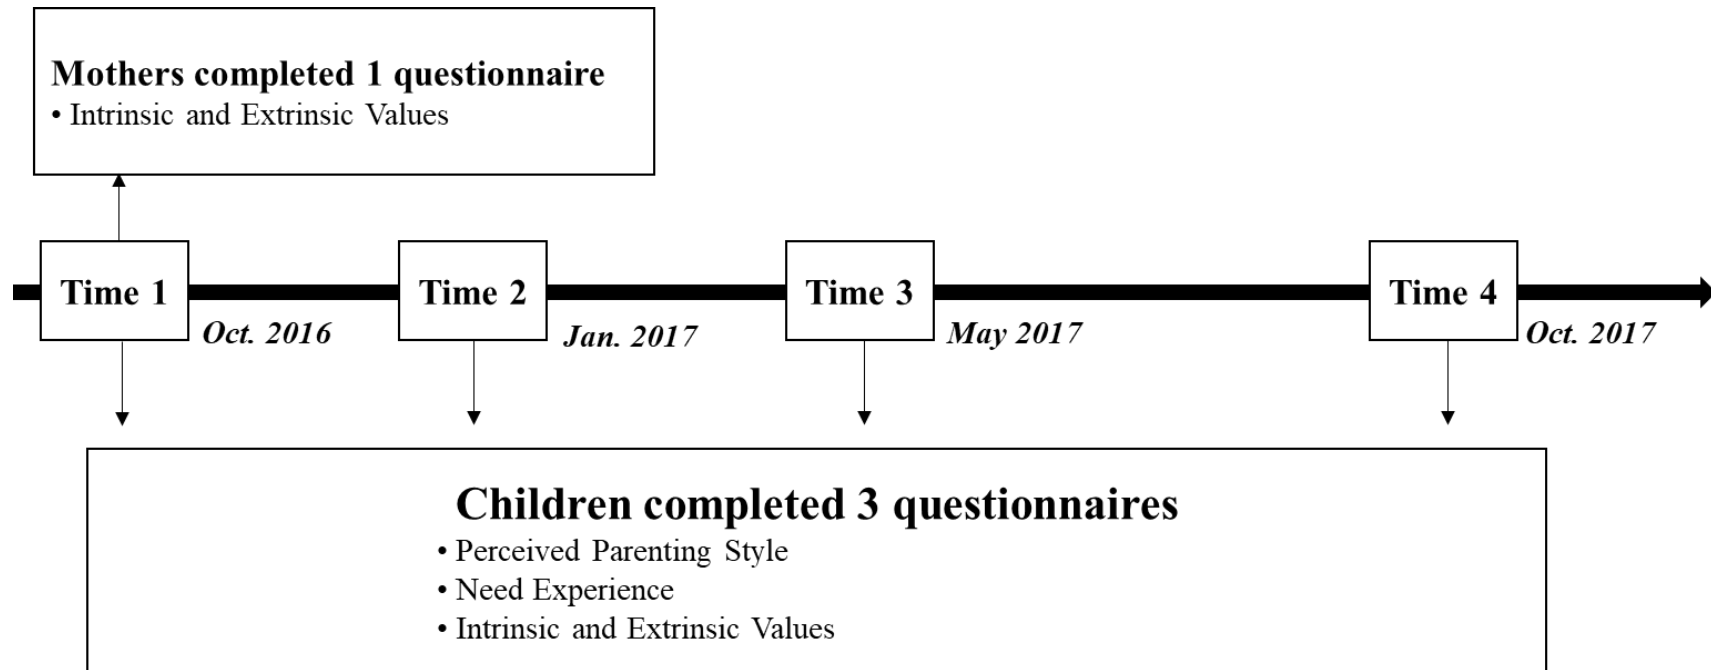 Mothers completed 1 questionnaire
• Intrinsic and Extrinsic Values
Time 1
Oct. 2016
Time 2
Jan. 2017
Time 3
May 2017
Time 4
Oct. 2017
Children completed 3 questionnaires
• Perceived Parenting Style
• Need Experience
• Intrinsic and Extrinsic Values